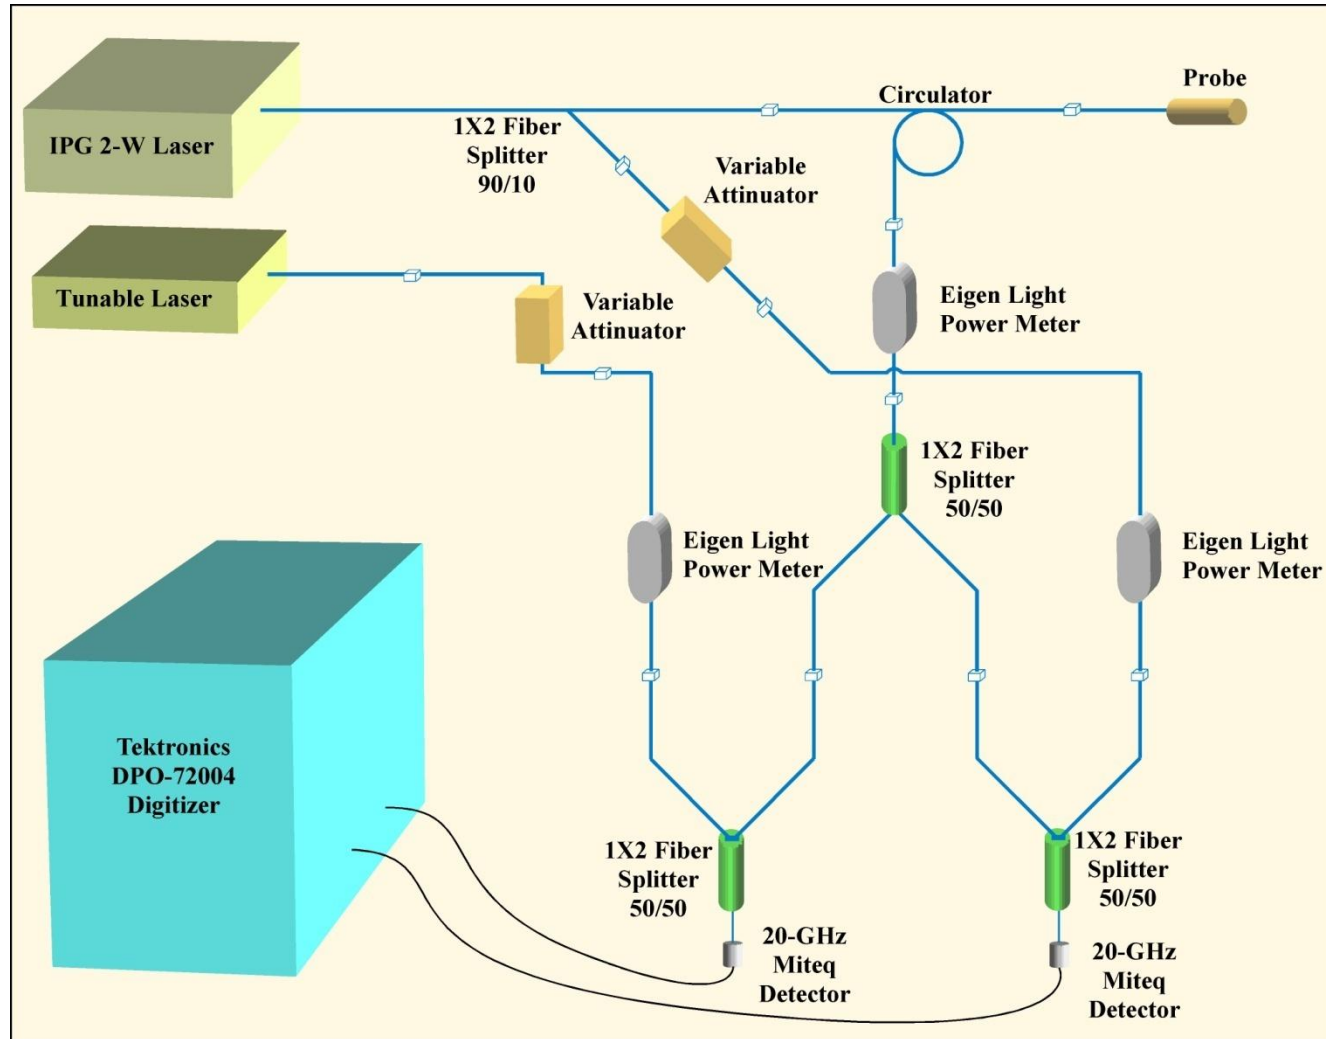 Probe
Circulator
IPG 2-W Laser
1X2 Fiber
Splitter
90/10
Variable
Attinuator
Tunable Laser
Variable
Attinuator
Eigen Light
Power Meter
1X2 Fiber
Splitter
50/50
Eigen Light
Power Meter
Eigen Light
Power Meter
Tektronics
DPO-72004
Digitizer
1X2 Fiber
Splitter
50/50
1X2 Fiber
Splitter
50/50
20-GHz
Miteq
Detector
20-GHz
Miteq
Detector